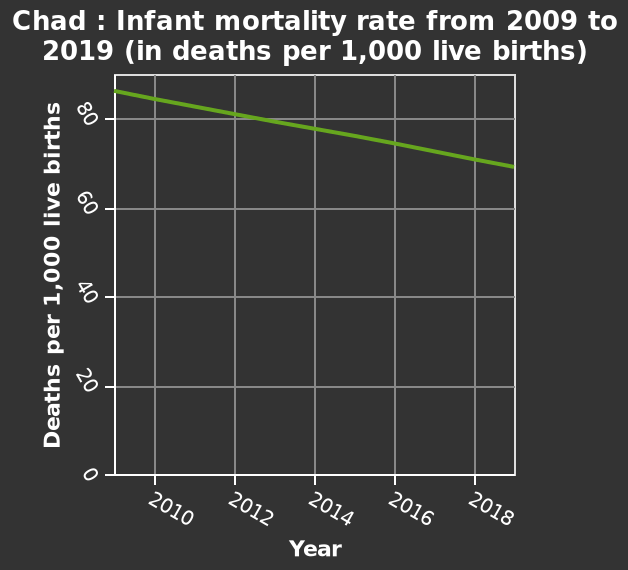 Chad : Infant mortality rate from 2009 to
2019 (in deaths per 1,000 live births)
Deaths per 1,000 live births
80
60
40
20
0
2010
2012
2014
2016
2018
Year